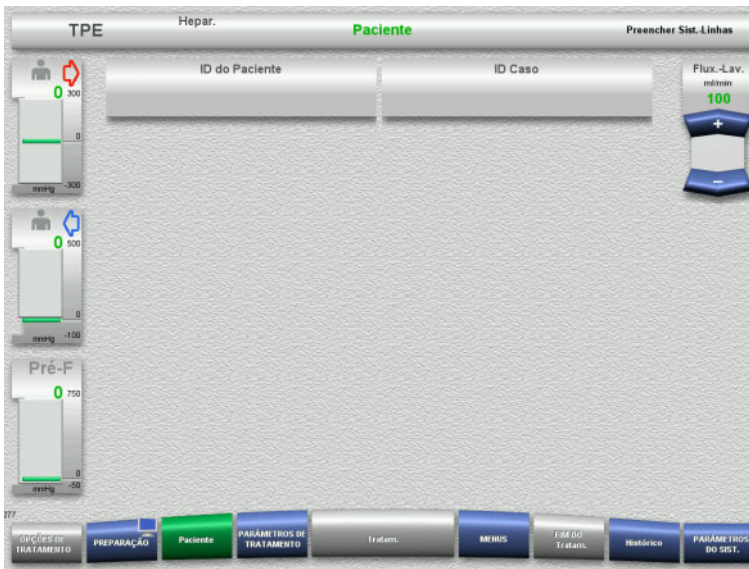 TPE
Hepar.
Paciente
Preencher Sist.-Linhas
ID do Paciente
ID Caso
Flux.-Lav.
ml/min
100
+
−
0
300
0
-300
mmHg
0
500
0
-100
mmHg
Pré-F
0
750
0
-50
mmHg
277
OPÇÕES DE
TRATAMENTO
PREPARAÇÃO
Paciente
PARÂMETROS DE
TRATAMENTO
Tratam.
MENUS
FIM DO
Tratam.
Histórico
PARÂMETROS
DO SIST.